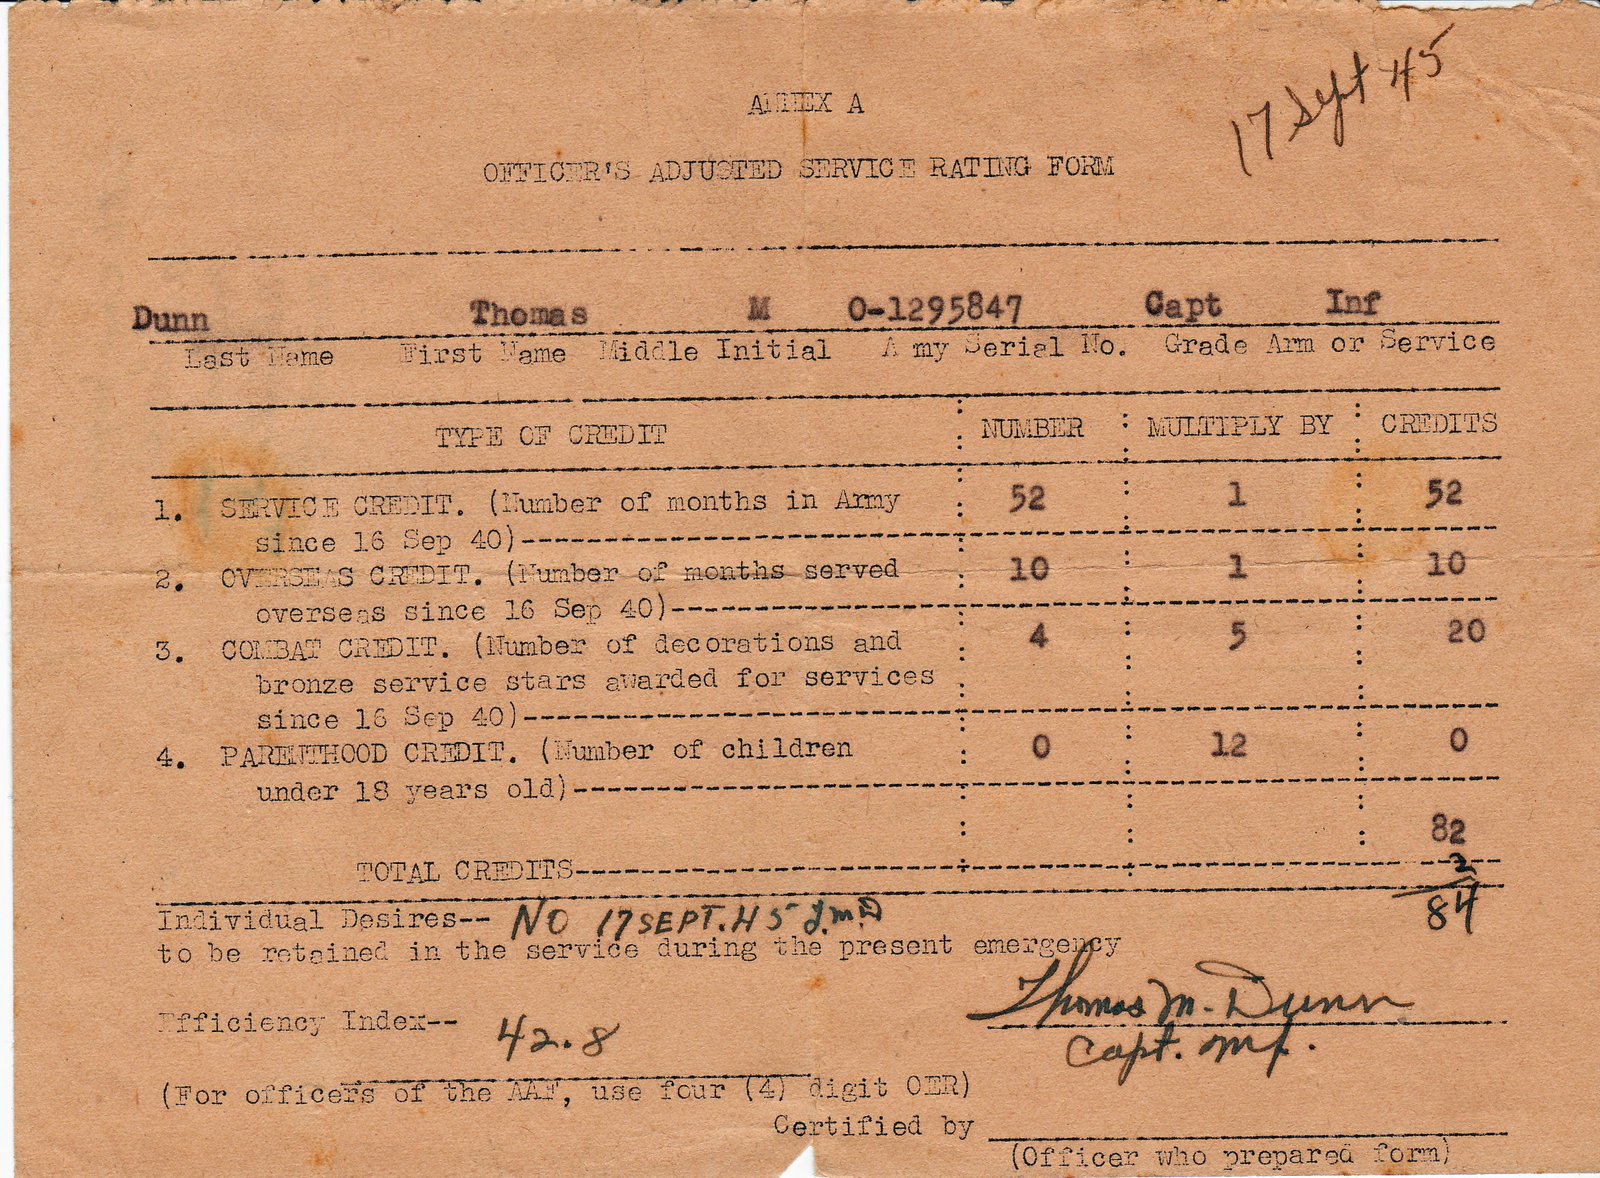 17 Sept 45
ANNEX A
OFFICER'S ADJUSTED SERVICE RATING FORM
Dunn Thomas M O-1295847 Capt Inf
Last Name First Name Middle Initial Army Serial No. Grade Arm or Service
TYPE OF CREDIT : NUMBER : MULTIPLY BY : CREDITS
1. SERVICE CREDIT. (Number of months in Army 52 1 52
since 16 Sep 40)
2. OVERSEAS CREDIT. (Number of months served 10 1 10
overseas since 16 Sep 40)
3. COMBAT CREDIT. (Number of decorations and 4 5 20
bronze service stars awarded for services
since 16 Sep 40)
4. PARENTHOOD CREDIT. (Number of children 0 12 0
under 18 years old)
82
TOTAL CREDITS 2
84
Individual Desires-- NO 17 SEPT. 45 T.M.D
to be retained in the service during the present emergency
Thomas M. Dunn
Efficiency Index-- 42.8
Capt.
(For officers of the AAF, use four (4) digit OER)
Certified by
(Officer who prepared form)